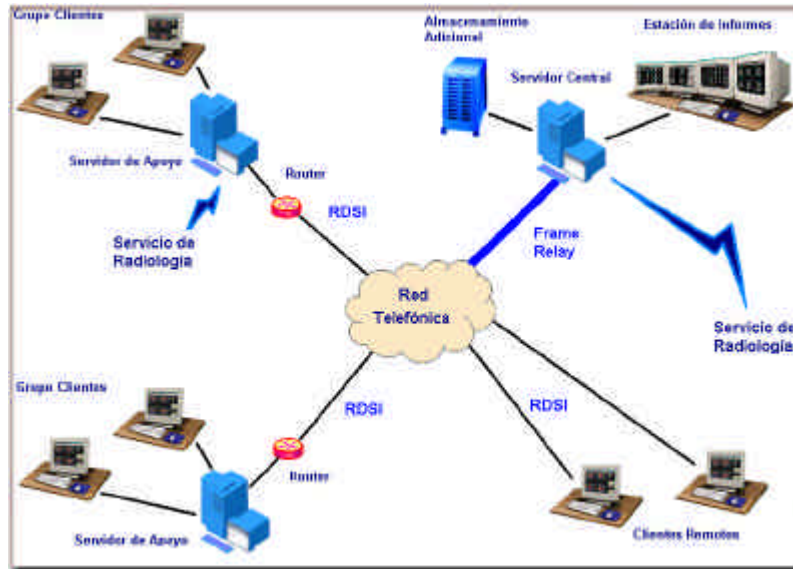 Grupo Clientes
Almacenamiento
Adicional
Estación de Informes
Servidor Central
Servidor de Apoyo
Router
RDSI
Servicio de
Radiología
Frame
Relay
Red
Telefónica
Servicio de
Radiología
Grupo Clientes
RDSI
RDSI
Router
Servidor de Apoyo
Clientes Remotos